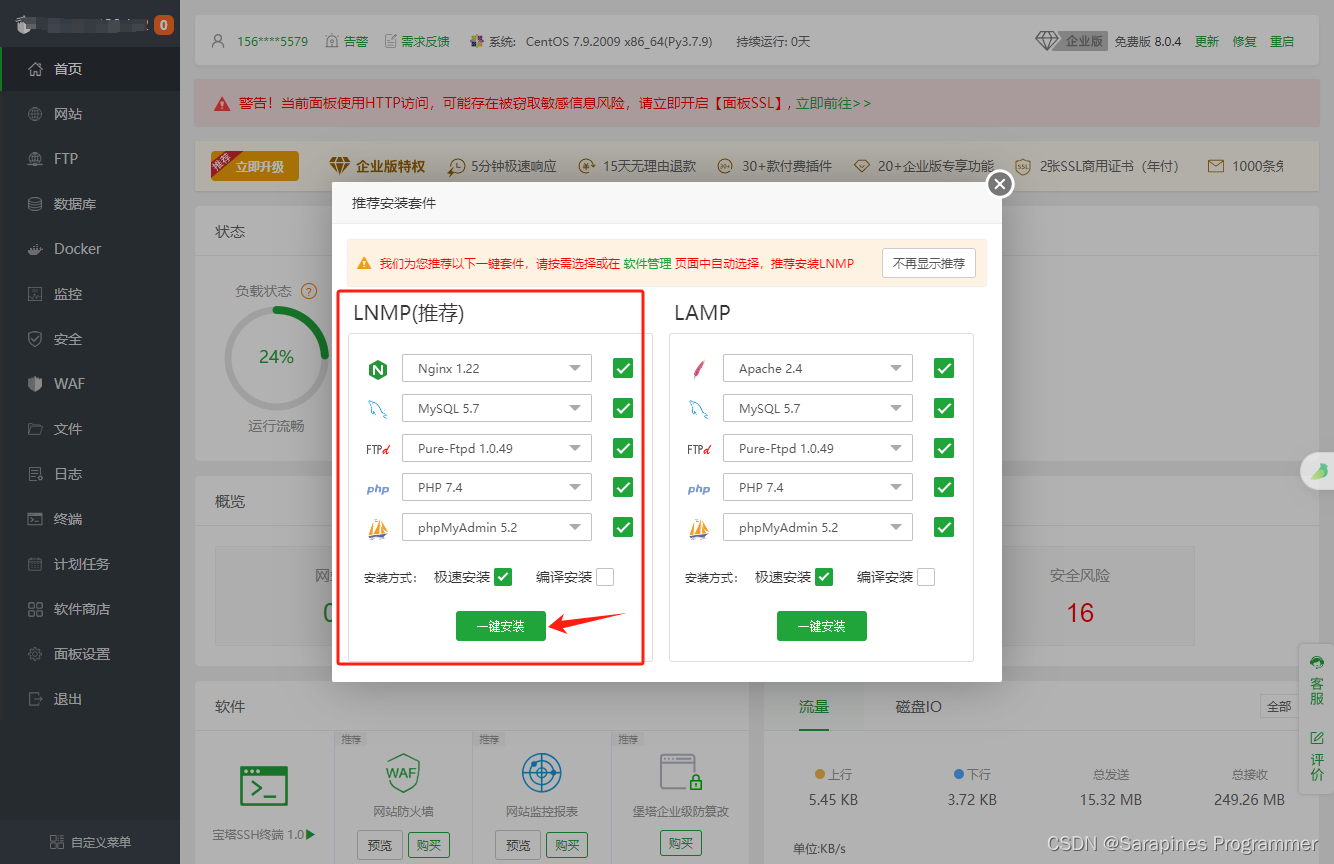 0
首页
网站
FTP
数据库
Docker
监控
安全
WAF
文件
日志
终端
计划任务
软件商店
面板设置
退出
自定义菜单
156****5579 告警 需求反馈 系统: CentOS 7.9.2009 x86_64(Py3.7.9) 持续运行: 0天 企业版 免费版 8.0.4 更新 修复 重启
警告！当前面板使用HTTP访问，可能存在被窃取敏感信息风险，请立即开启【面板SSL】, 立即前往>>
推荐 立即升级 企业版特权 5分钟极速响应 15天无理由退款 30+款付费插件 20+企业版专享功能 SSL 2张SSL商用证书（年付） 1000条
状态
负载状态 ?
24%
运行流畅
概览
安全风险
16
推荐安装套件
我们为您推荐以下一键套件，请按需选择或在 软件管理 页面中自动选择，推荐安装LNMP
不再显示推荐
LNMP(推荐)
N Nginx 1.22
MySQL 5.7
FTPd Pure-Ftpd 1.0.49
php PHP 7.4
phpMyAdmin 5.2
安装方式： 极速安装 编译安装
一键安装
LAMP
Apache 2.4
MySQL 5.7
FTPd Pure-Ftpd 1.0.49
php PHP 7.4
phpMyAdmin 5.2
安装方式： 极速安装 编译安装
一键安装
软件
宝塔SSH终端 1.0
推荐
WAF
网站防火墙
预览 购买
推荐
网站监控报表
预览 购买
推荐
堡塔企业级防篡改
购买
流量 磁盘IO 全部
上行 下行 总发送 总接收
5.45 KB 3.72 KB 15.32 MB 249.26 MB
单位:KB/s
客服
评价
CSDN @Sarapines Programmer